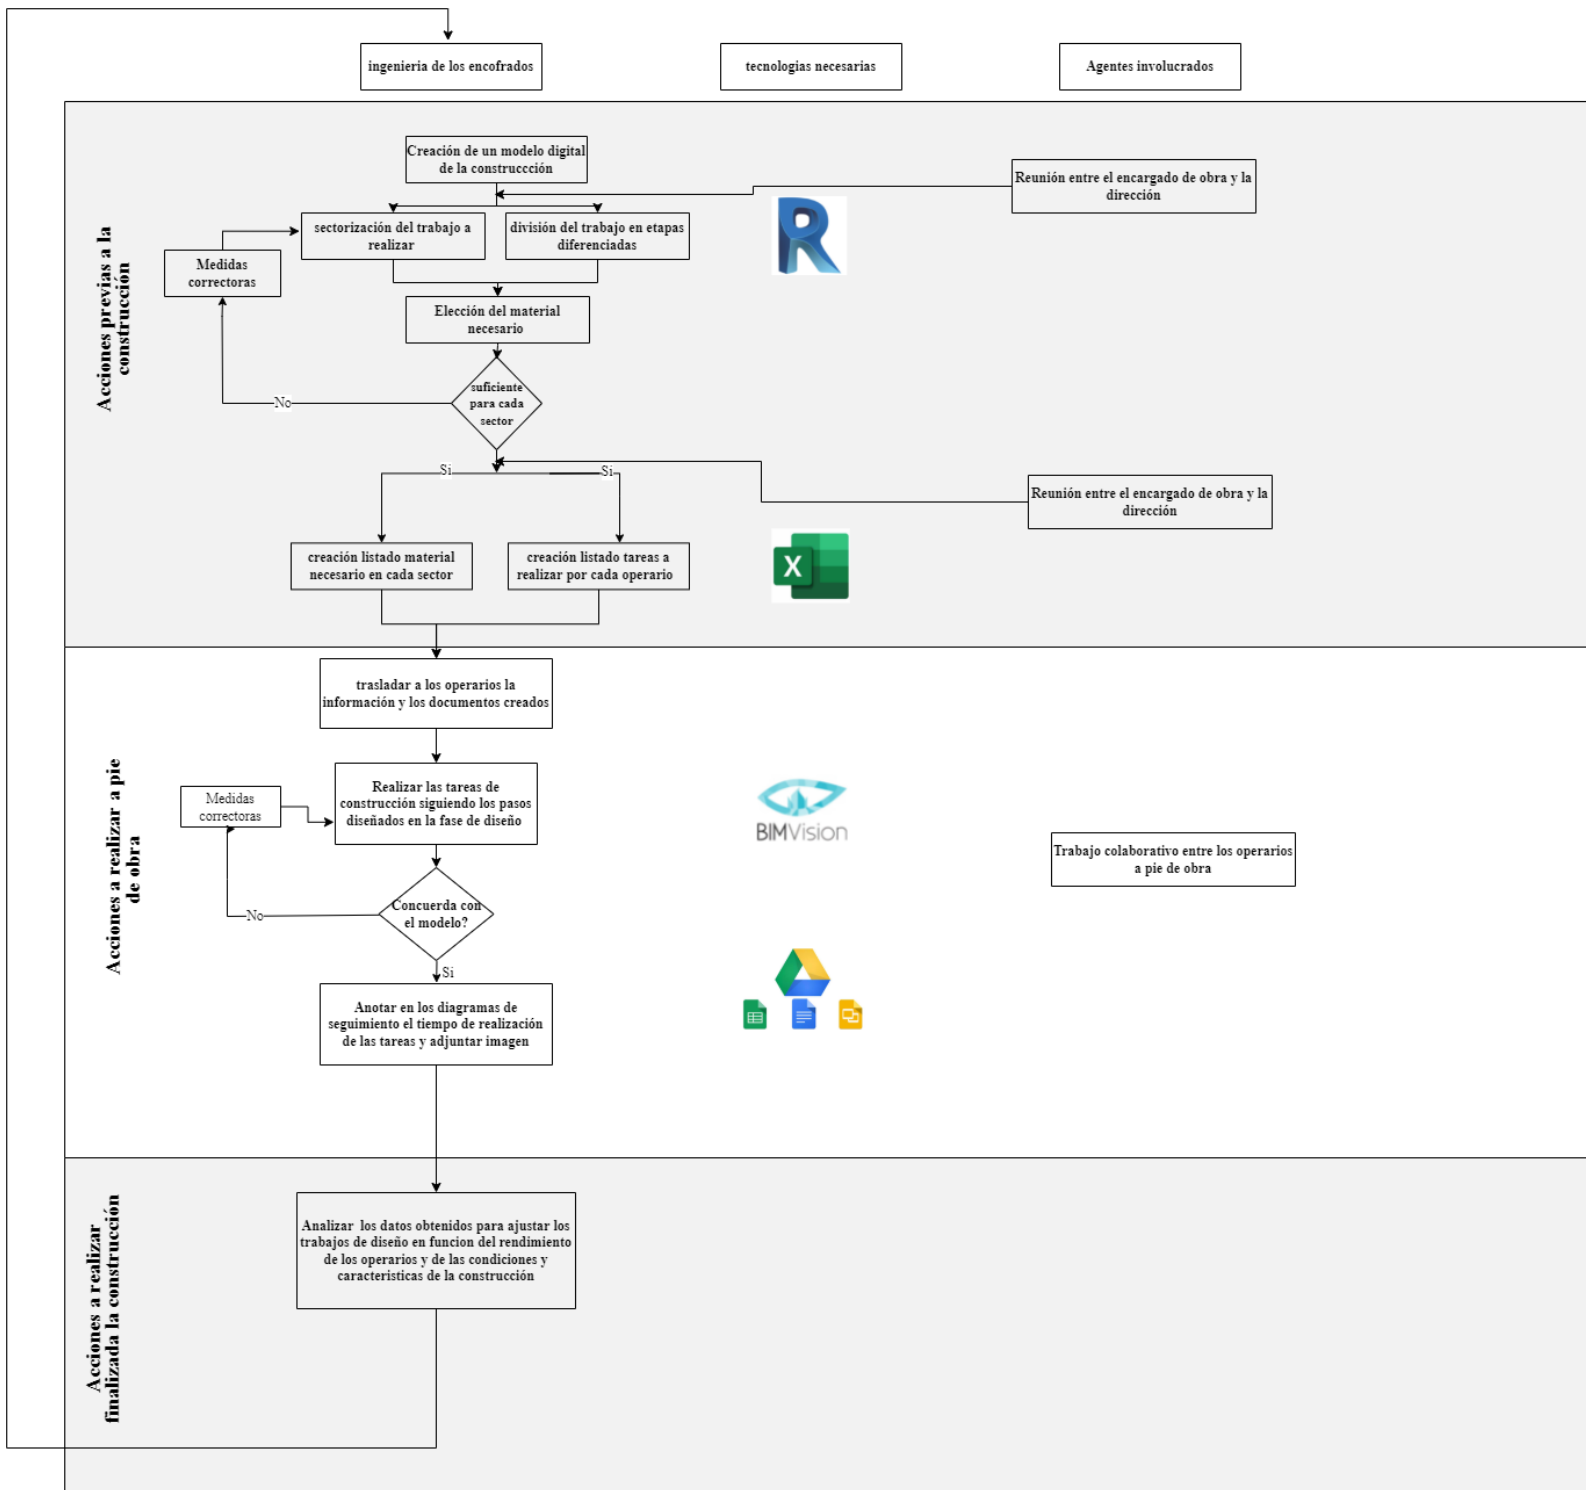 ingenieria de los encofrados
tecnologias necesarias
Agentes involucrados
Acciones previas a la
construcción
Creación de un modelo digital
de la construccción
Reunión entre el encargado de obra y la
dirección
sectorización del trabajo a
realizar
división del trabajo en etapas
diferenciadas
Medidas
correctoras
Elección del material
necesario
suficiente
para cada
sector
No
Si
Si
Reunión entre el encargado de obra y la
dirección
creación listado material
necesario en cada sector
creación listado tareas a
realizar por cada operario
X
Acciones a realizar a pie
de obra
trasladar a los operarios la
información y los documentos creados
Realizar las tareas de
construcción siguiendo los pasos
diseñados en la fase de diseño
Medidas
correctoras
BIMVision
Trabajo colaborativo entre los operarios
a pie de obra
Concuerda con
el modelo?
No
Si
Anotar en los diagramas de
seguimiento el tiempo de realización
de las tareas y adjuntar imagen
Acciones a realizar
finalizada la construcción
Analizar los datos obtenidos para ajustar los
trabajos de diseño en funcion del rendimiento
de los operarios y de las condiciones y
caracteristicas de la construcción